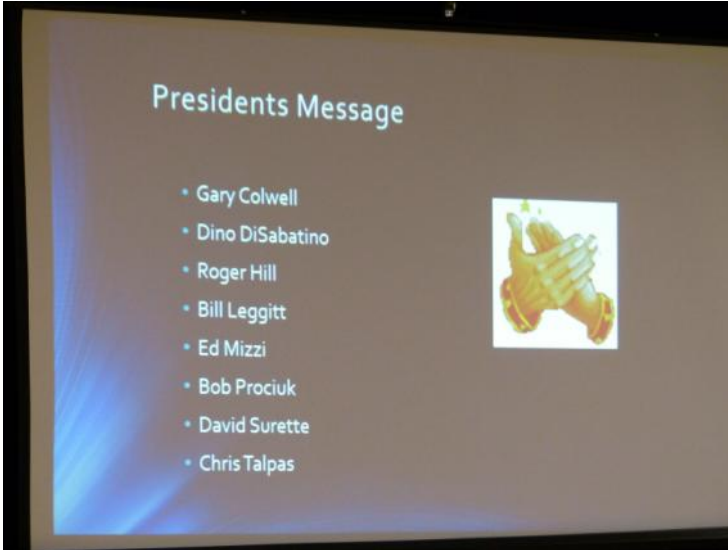 Presidents Message
• Gary Colwell
• Dino DiSabatino
• Roger Hill
• Bill Leggitt
• Ed Mizzi
• Bob Prociuk
• David Surette
• Chris Talpas